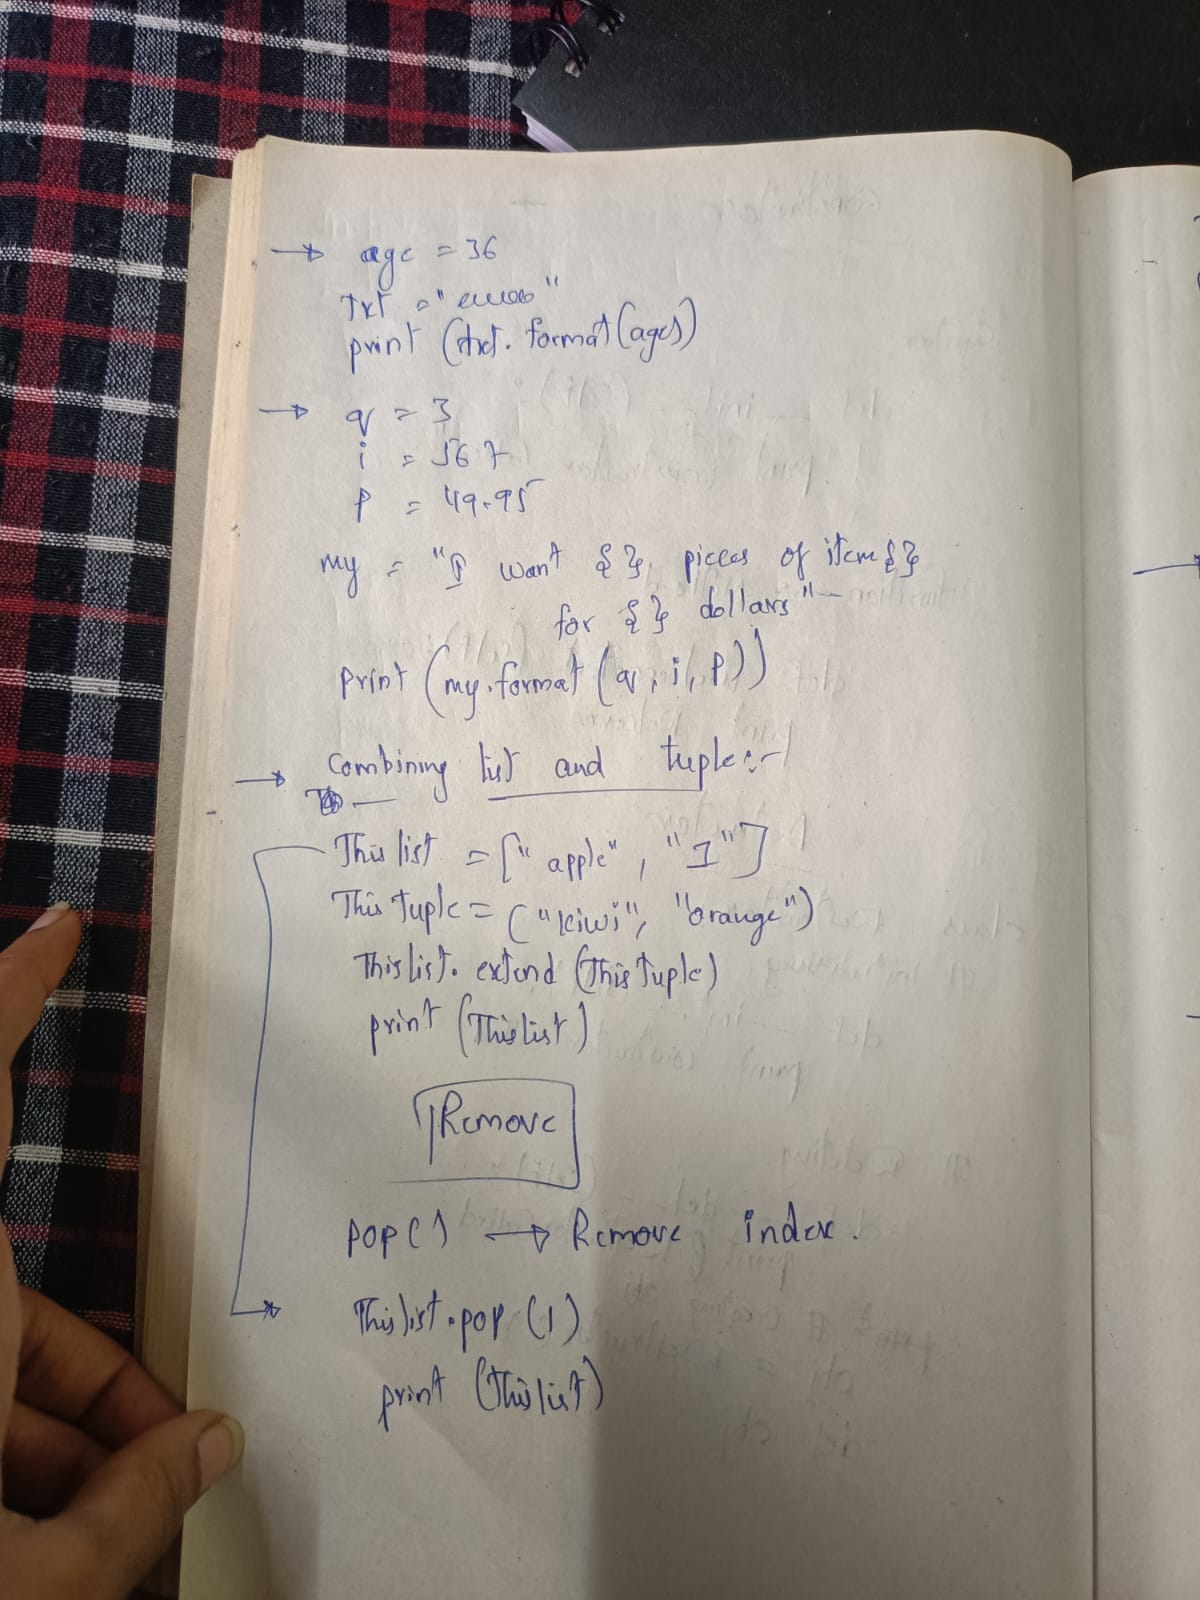 → age = 36
txt = " "
print (txt. format (ages)
→ q = 3
i = 567
p = 49.95
my = "I want {} pieces of item {}
for {} dollars"
print (my.format (q, i, p))
→ Combining list and tuple:-
This list = [" apple", "1"]
This tuple = ("kiwi", "orange")
This list. extend (This tuple)
print (This list)
Remove
pop() → Remove index.
This list .pop (1)
print (This list)